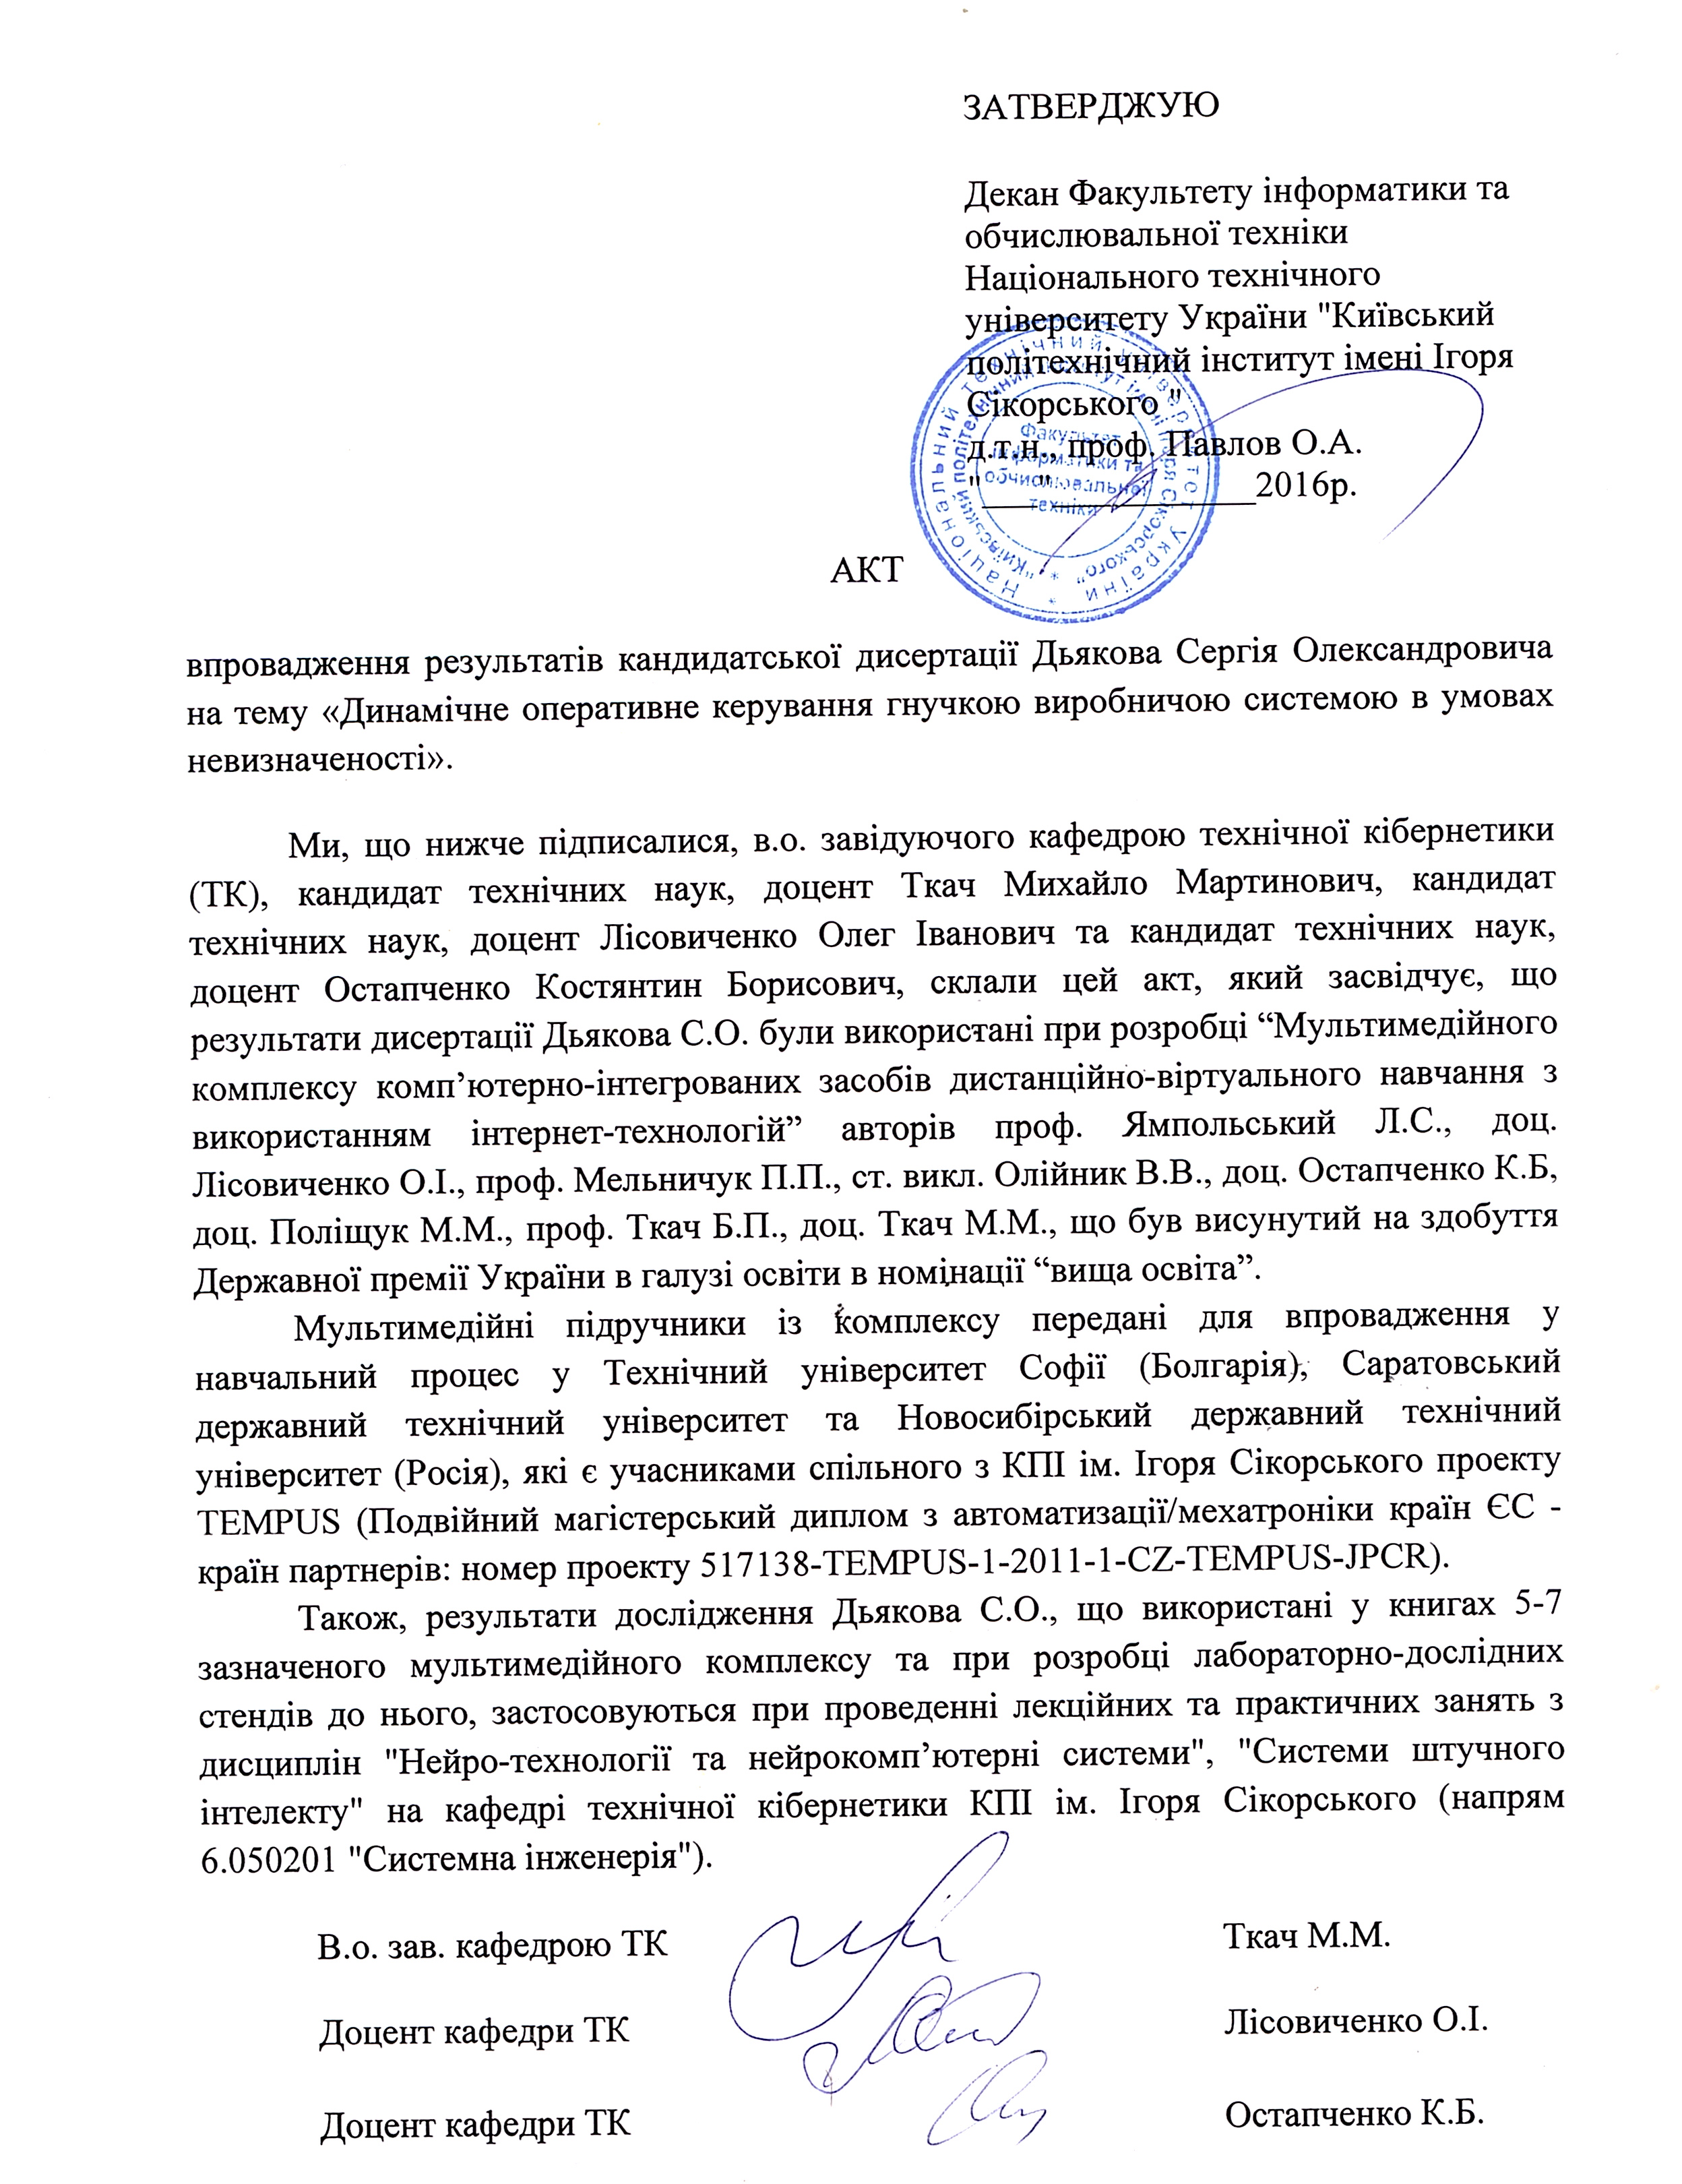 ЗАТВЕРДЖУЮ
Декан Факультету інформатики та
обчислювальної техніки
Національного технічного
університету України "Київський
політехнічний інститут імені Ігоря
Сікорського "
д.т.н., проф. Павлов О.А.
"___"_______________2016р.
Національний технічний університет України *
"Київський політехнічний інститут імені Ігоря Сікорського" *
Факультет
інформатики та
обчислювальної
техніки
АКТ
впровадження результатів кандидатської дисертації Дьякова Сергія Олександровича
на тему «Динамічне оперативне керування гнучкою виробничою системою в умовах
невизначеності».
Ми, що нижче підписалися, в.о. завідуючого кафедрою технічної кібернетики
(ТК), кандидат технічних наук, доцент Ткач Михайло Мартинович, кандидат
технічних наук, доцент Лісовиченко Олег Іванович та кандидат технічних наук,
доцент Остапченко Костянтин Борисович, склали цей акт, який засвідчує, що
результати дисертації Дьякова С.О. були використані при розробці “Мультимедійного
комплексу комп’ютерно-інтегрованих засобів дистанційно-віртуального навчання з
використанням інтернет-технологій” авторів проф. Ямпольський Л.С., доц.
Лісовиченко О.І., проф. Мельничук П.П., ст. викл. Олійник В.В., доц. Остапченко К.Б,
доц. Поліщук М.М., проф. Ткач Б.П., доц. Ткач М.М., що був висунутий на здобуття
Державної премії України в галузі освіти в номінації “вища освіта”.
Мультимедійні підручники із комплексу передані для впровадження у
навчальний процес у Технічний університет Софії (Болгарія), Саратовський
державний технічний університет та Новосибірський державний технічний
університет (Росія), які є учасниками спільного з КПІ ім. Ігоря Сікорського проекту
TEMPUS (Подвійний магістерський диплом з автоматизації/мехатроніки країн ЄС -
країн партнерів: номер проекту 517138-TEMPUS-1-2011-1-CZ-TEMPUS-JPCR).
Також, результати дослідження Дьякова С.О., що використані у книгах 5-7
зазначеного мультимедійного комплексу та при розробці лабораторно-дослідних
стендів до нього, застосовуються при проведенні лекційних та практичних занять з
дисциплін "Нейро-технології та нейрокомп’ютерні системи", "Системи штучного
інтелекту" на кафедрі технічної кібернетики КПІ ім. Ігоря Сікорського (напрям
6.050201 "Системна інженерія").
В.о. зав. кафедрою ТК Ткач М.М.
Доцент кафедри ТК Лісовиченко О.І.
Доцент кафедри ТК Остапченко К.Б.